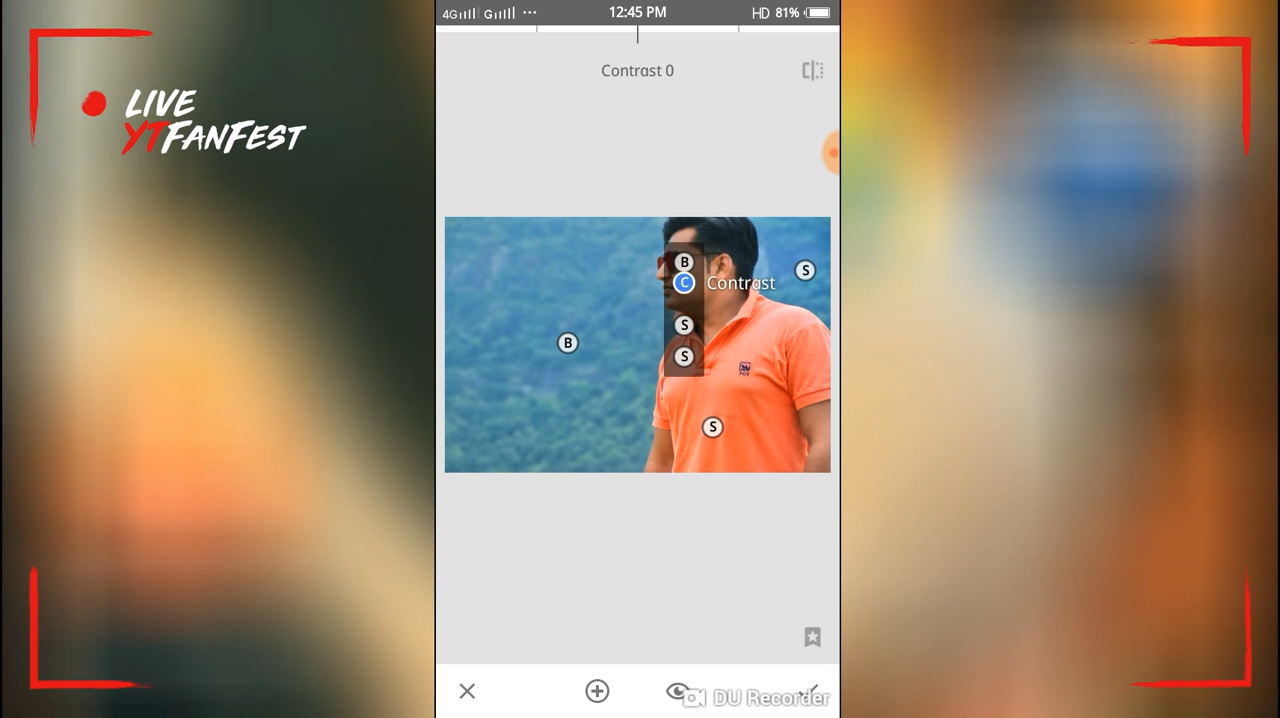 LIVE
YTFANFEST
4G G ... 12:45 PM HD 81%
Contrast 0
B
C Contrast
S
S
S
B
S
DU Recorder